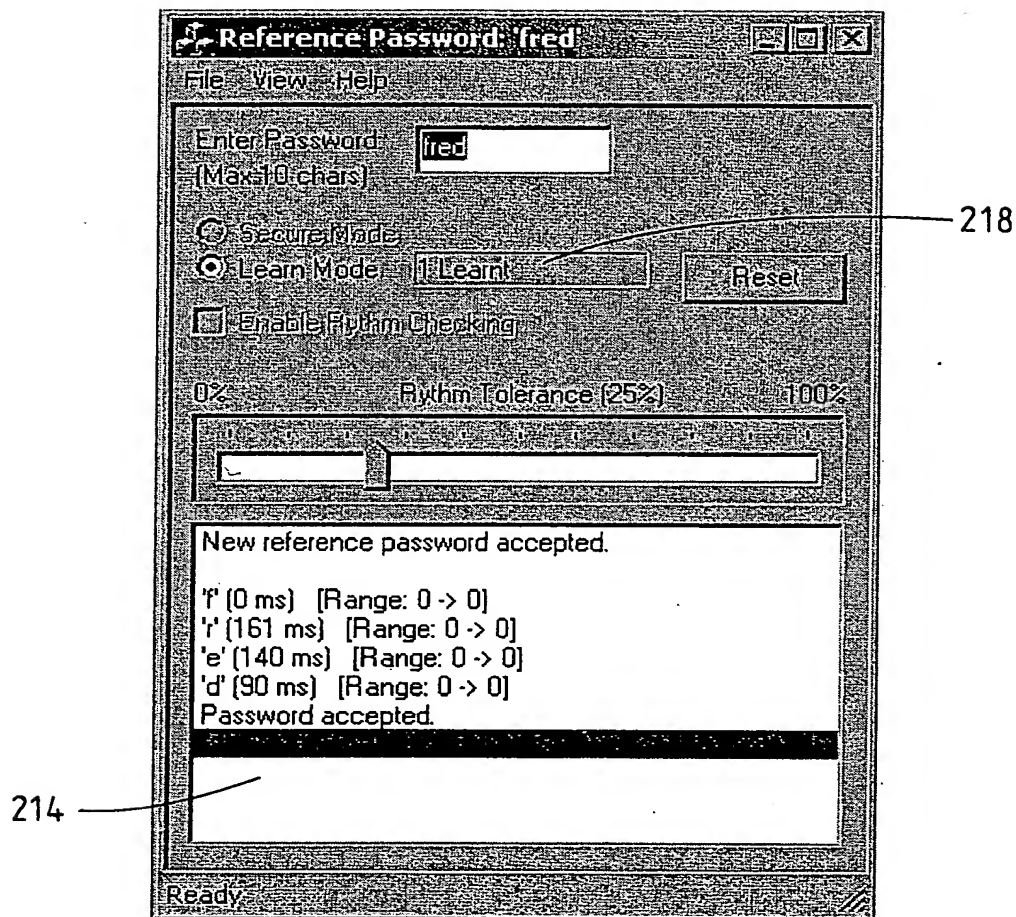 Reference Password: 'fred'
File View Help
Enter Password:
(Max 10 chars)
fred
218
Secure Mode
Learn Mode
1 Learnt
Reset
Enable Rythm Checking
0%
Rythm Tolerance (25%)
100%
New reference password accepted.
'f' (0 ms) [Range: 0 -> 0]
'r' (161 ms) [Range: 0 -> 0]
'e' (140 ms) [Range: 0 -> 0]
'd' (90 ms) [Range: 0 -> 0]
Password accepted.
214
Ready